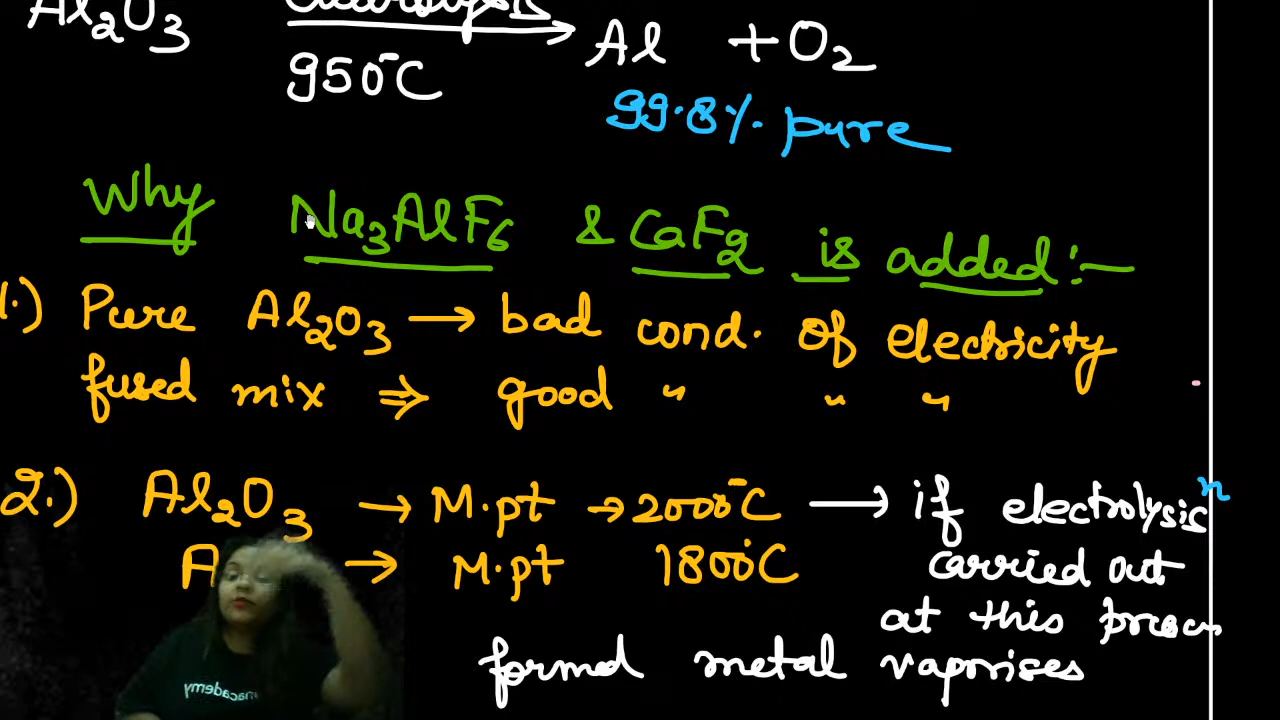 Al2O3 electrolysis Al + O2
950°C
99.8% pure
Why Na3AlF6 & CaF2 is added:-
1.) Pure Al2O3 → bad cond. of electricity
fused mix ⇒ good " " "
2.) Al2O3 → M.pt → 2000°C → if electrolysis n
A → M.pt 1800°C carried out
at this
formed metal vaporises